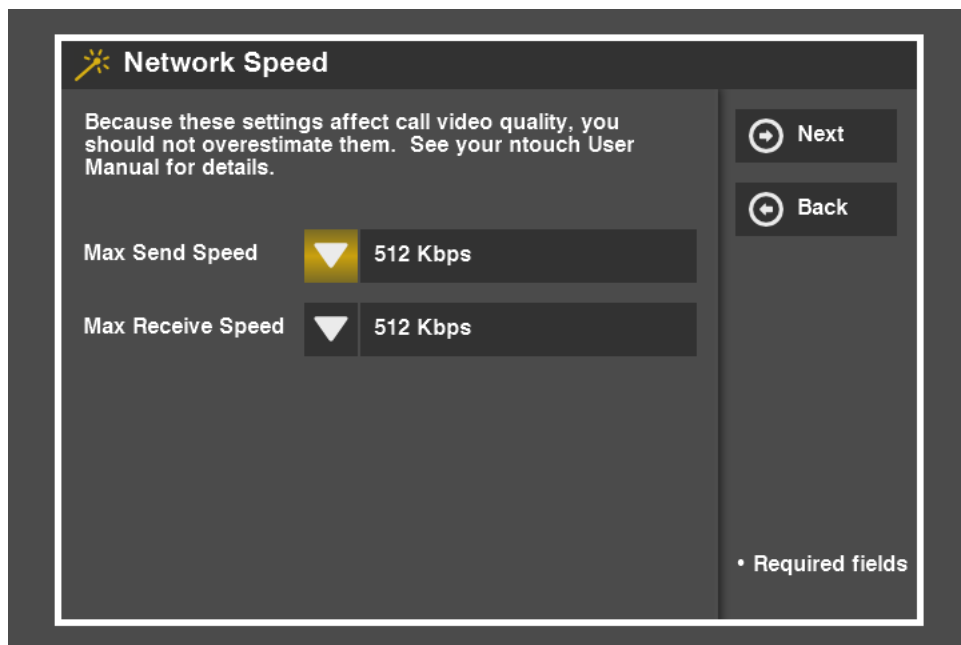 Network Speed
Because these settings affect call video quality, you
should not overestimate them.  See your ntouch User
Manual for details.
Next
Back
Max Send Speed
512 Kbps
Max Receive Speed
512 Kbps
• Required fields